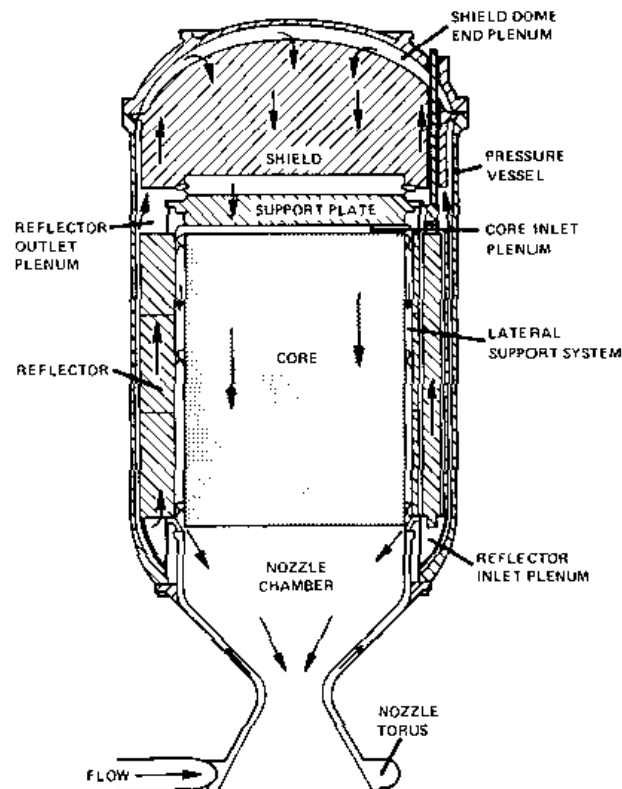 SHIELD DOME
END PLENUM
SHIELD
PRESSURE
VESSEL
SUPPORT PLATE
REFLECTOR
OUTLET
PLENUM
CORE INLET
PLENUM
CORE
LATERAL
SUPPORT SYSTEM
REFLECTOR
NOZZLE
CHAMBER
REFLECTOR
INLET PLENUM
NOZZLE
TORUS
FLOW